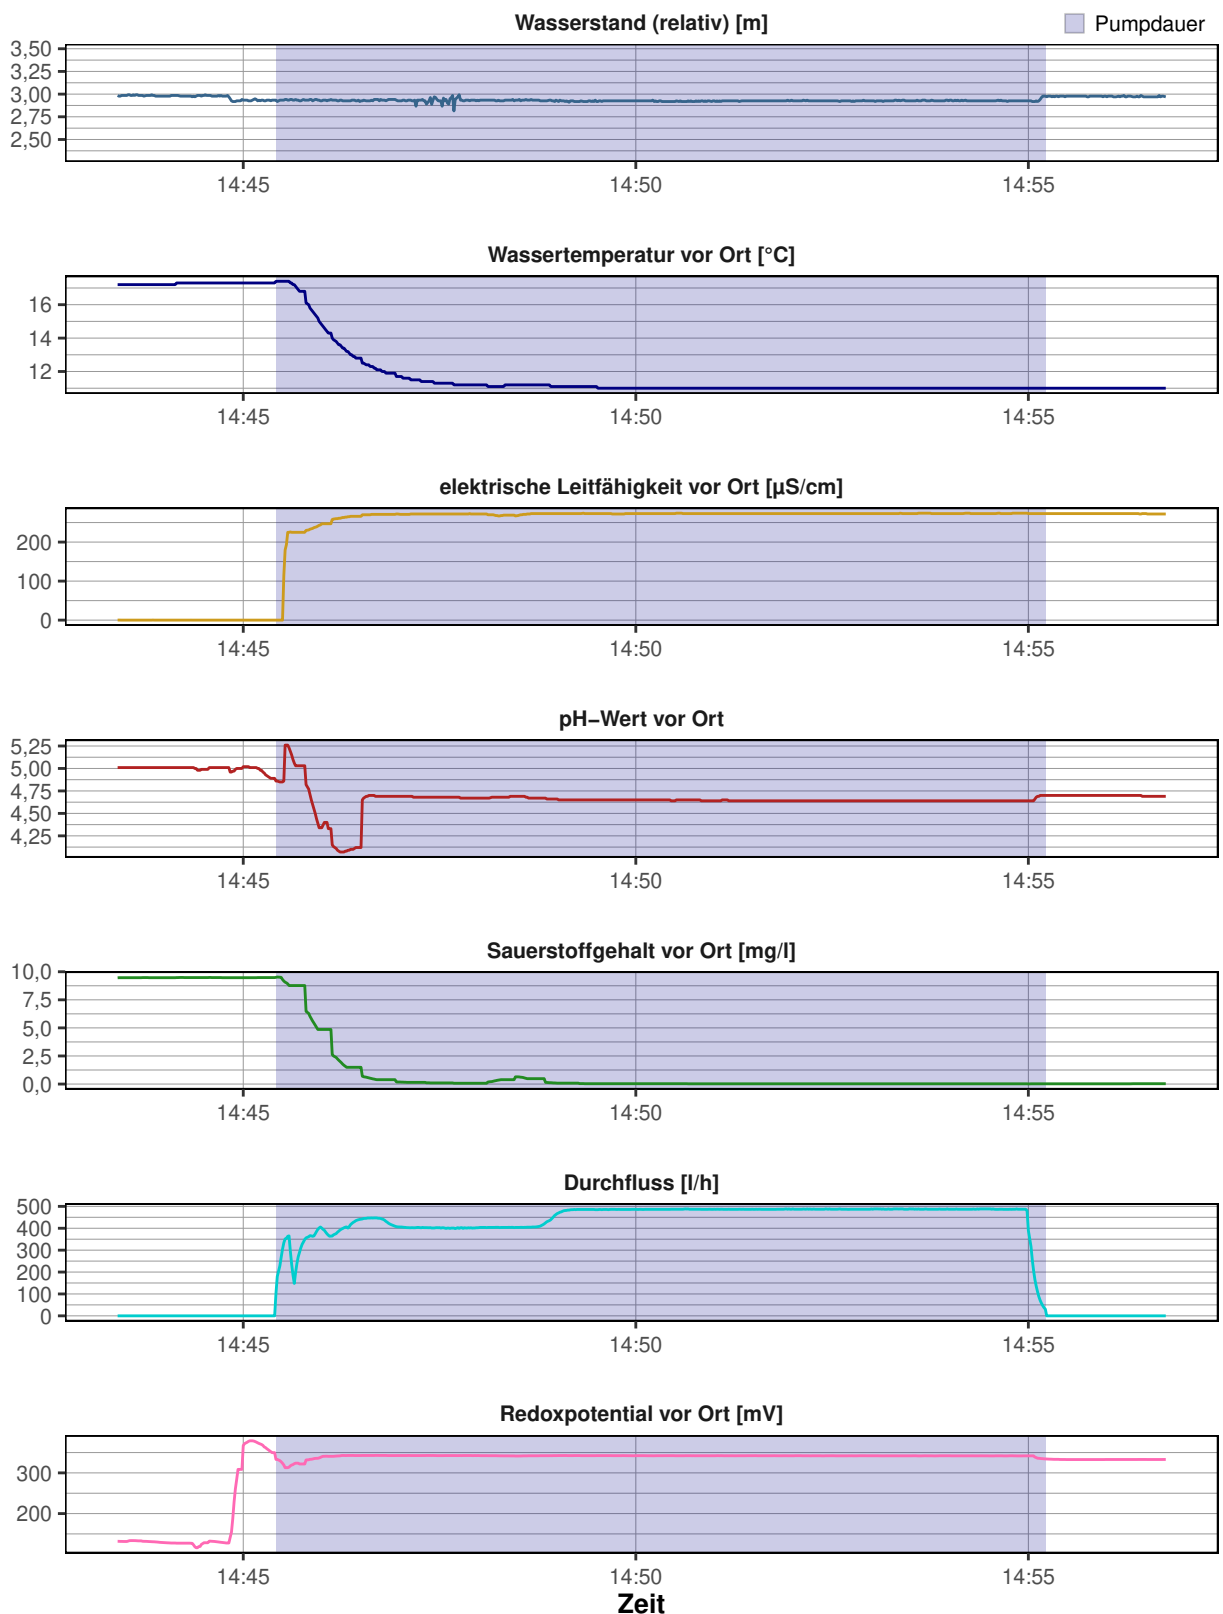 Wasserstand (relativ) [m]
Pumpdauer
3,50
3,25
3,00
2,75
2,50
14:45 14:50 14:55
Wassertemperatur vor Ort [°C]
16
14
12
14:45 14:50 14:55
elektrische Leitfähigkeit vor Ort [µS/cm]
200
100
0
14:45 14:50 14:55
pH−Wert vor Ort
5,25
5,00
4,75
4,50
4,25
14:45 14:50 14:55
Sauerstoffgehalt vor Ort [mg/l]
10,0
7,5
5,0
2,5
0,0
14:45 14:50 14:55
Durchfluss [l/h]
500
400
300
200
100
0
14:45 14:50 14:55
Redoxpotential vor Ort [mV]
300
200
14:45 14:50 14:55
Zeit